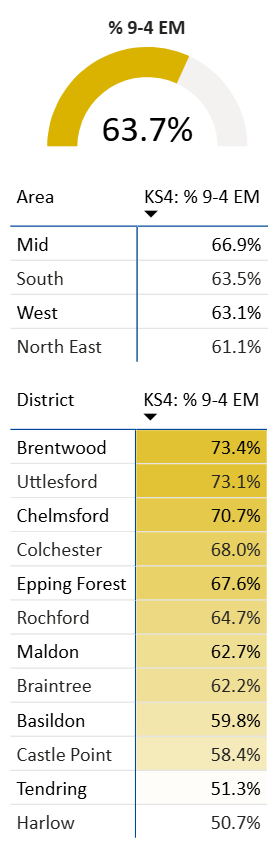 % 9-4 EM
63.7%
Area KS4: % 9-4 EM
Mid 66.9%
South 63.5%
West 63.1%
North East 61.1%
District KS4: % 9-4 EM
Brentwood 73.4%
Uttlesford 73.1%
Chelmsford 70.7%
Colchester 68.0%
Epping Forest 67.6%
Rochford 64.7%
Maldon 62.7%
Braintree 62.2%
Basildon 59.8%
Castle Point 58.4%
Tendring 51.3%
Harlow 50.7%